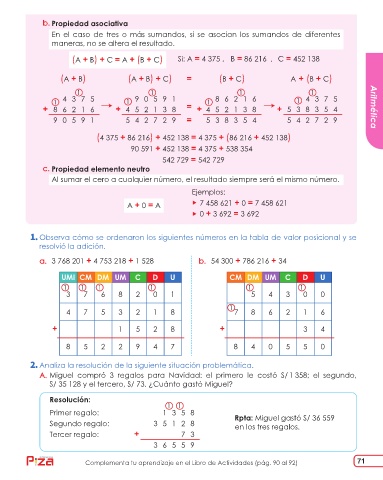 b. Propiedad asociativa
En el caso de tres o más sumandos, si se asocian los sumandos de diferentes
maneras, no se altera el resultado.
(A + B) + C = A + (B + C) Si: A = 4 375 , B = 86 216 , C = 452 138
(A + B) (A + B) + C) = (B + C) A + (B + C)
1 1 1 1
1 4 3 7 5 1 9 0 5 9 1 1 8 6 2 1 6 1 4 3 7 5
+ 8 6 2 1 6 + 4 5 2 1 3 8 = + 4 5 2 1 3 8 + 5 3 8 3 5 4
9 0 5 9 1 5 4 2 7 2 9 = 5 3 8 3 5 4 5 4 2 7 2 9
(4 375 + 86 216) + 452 138 = 4 375 + (86 216 + 452 138)
90 591 + 452 138 = 4 375 + 538 354
542 729 = 542 729
c. Propiedad elemento neutro
Al sumar el cero a cualquier número, el resultado siempre será el mismo número.
Ejemplos:
A + 0 = A
7 458 621 + 0 = 7 458 621
0 + 3 692 = 3 692
Aritmética
1. Observa cómo se ordenaron los siguientes números en la tabla de valor posicional y se
resolvió la adición.
a. 3 768 201 + 4 753 218 + 1 528 b. 54 300 + 786 216 + 34
UMI CM DM UM C D U CM DM UM C D U
1 1 1 1 1 1
3 7 6 8 2 0 1 5 4 3 0 0
4 7 5 3 2 1 8 1 7 8 6 2 1 6
+ 1 5 2 8 + 3 4
8 5 2 2 9 4 7 8 4 0 5 5 0
2. Analiza la resolución de la siguiente situación problemática.
A. Miguel compró 3 regalos para Navidad: el primero le costó S/ 1 358; el segundo,
S/ 35 128 y el tercero, S/ 73. ¿Cuánto gastó Miguel?
Resolución:
1 1
Primer regalo: 1 3 5 8
Segundo regalo: 3 5 1 2 8
Tercer regalo: + 7 3
3 6 5 5 9
Rpta: Miguel gastó S/ 36 559
en los tres regalos.
Complementa tu aprendizaje en el Libro de Actividades (pág. 90 al 92) 71